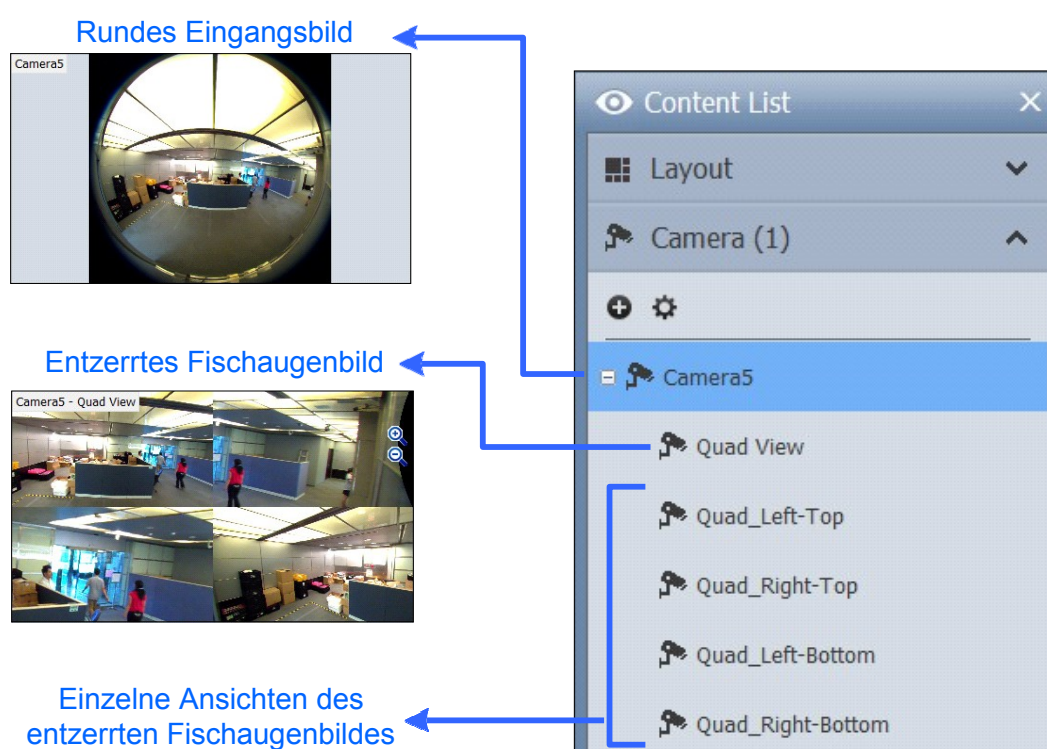 Rundes Eingangsbild
Camera5
Entzerrtes Fischaugenbild
Camera5 - Quad View
Einzelne Ansichten des
entzerrten Fischaugenbildes
Content List
Layout
Camera (1)
Camera5
Quad View
Quad_Left-Top
Quad_Right-Top
Quad_Left-Bottom
Quad_Right-Bottom